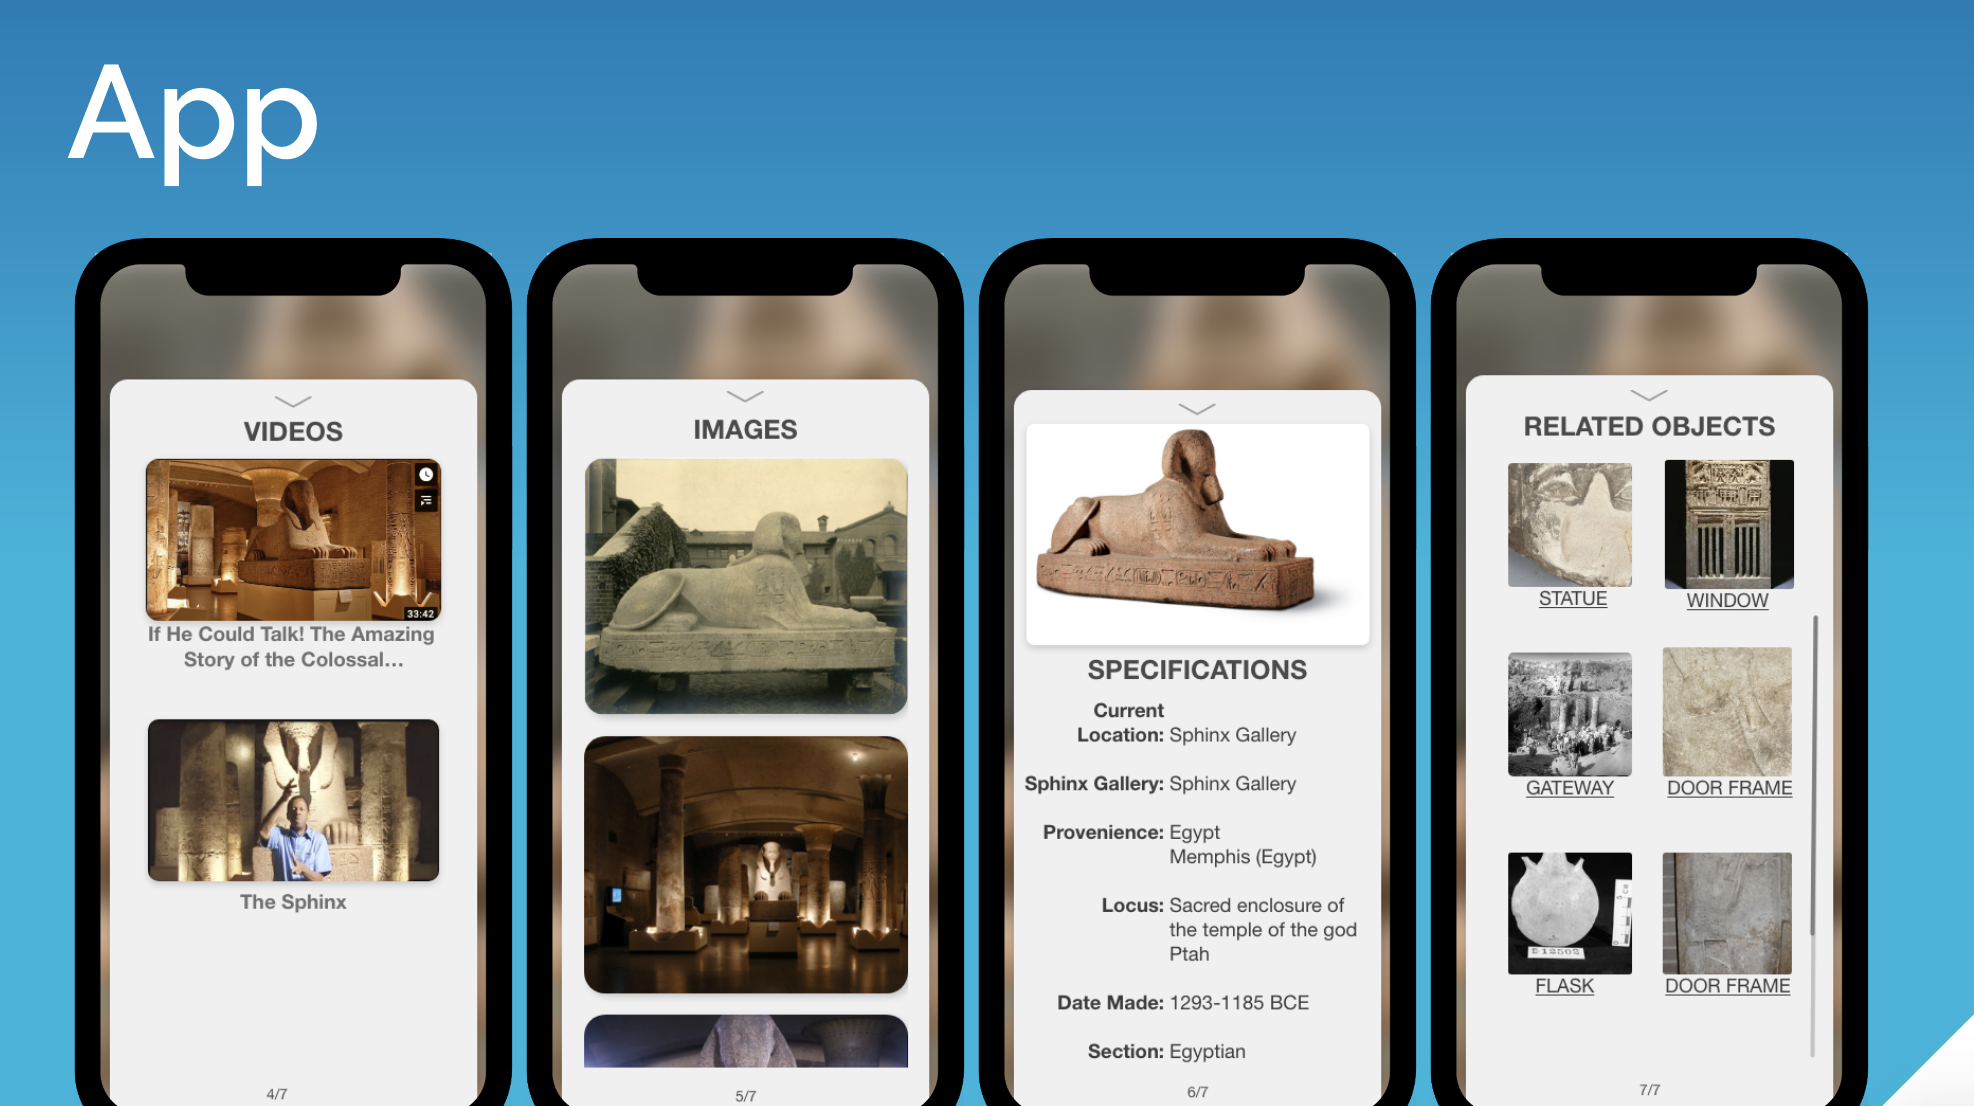 App
VIDEOS
33:42
If He Could Talk! The Amazing
Story of the Colossal...
The Sphinx
4/7
IMAGES
5/7
SPECIFICATIONS
Current
Location: Sphinx Gallery
Sphinx Gallery: Sphinx Gallery
Provenience: Egypt
Memphis (Egypt)
Locus: Sacred enclosure of
the temple of the god
Ptah
Date Made: 1293-1185 BCE
Section: Egyptian
6/7
RELATED OBJECTS
STATUE
WINDOW
GATEWAY
DOOR FRAME
E-12562
FLASK
DOOR FRAME
7/7